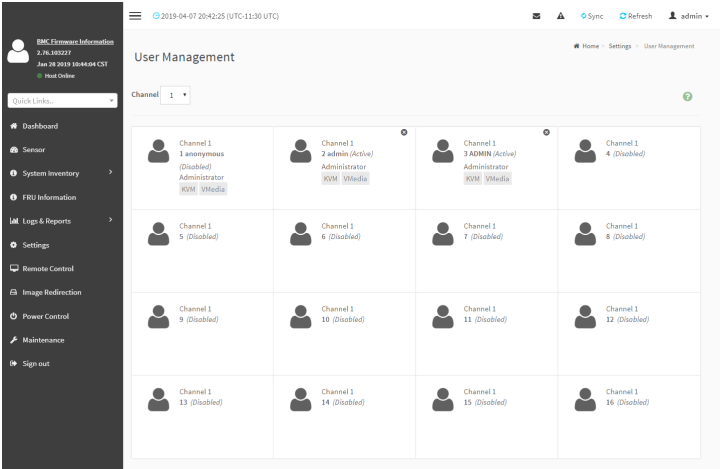 BMC Firmware Information
2.76.103227
Jan 28 2019 10:44:04 CST
Host Online
Quick Links..
Dashboard
Sensor
System Inventory
FRU Information
Logs & Reports
Settings
Remote Control
Image Redirection
Power Control
Maintenance
Sign out
2019-04-07 20:42:25 (UTC-11:30 UTC)
Sync
Refresh
admin
User Management
Home > Settings > User Management
Channel 1
Channel 1
1 anonymous
(Disabled)
Administrator
KVM VMedia
Channel 1
2 admin (Active)
Administrator
KVM VMedia
Channel 1
3 ADMIN (Active)
Administrator
KVM VMedia
Channel 1
4 (Disabled)
Channel 1
5 (Disabled)
Channel 1
6 (Disabled)
Channel 1
7 (Disabled)
Channel 1
8 (Disabled)
Channel 1
9 (Disabled)
Channel 1
10 (Disabled)
Channel 1
11 (Disabled)
Channel 1
12 (Disabled)
Channel 1
13 (Disabled)
Channel 1
14 (Disabled)
Channel 1
15 (Disabled)
Channel 1
16 (Disabled)